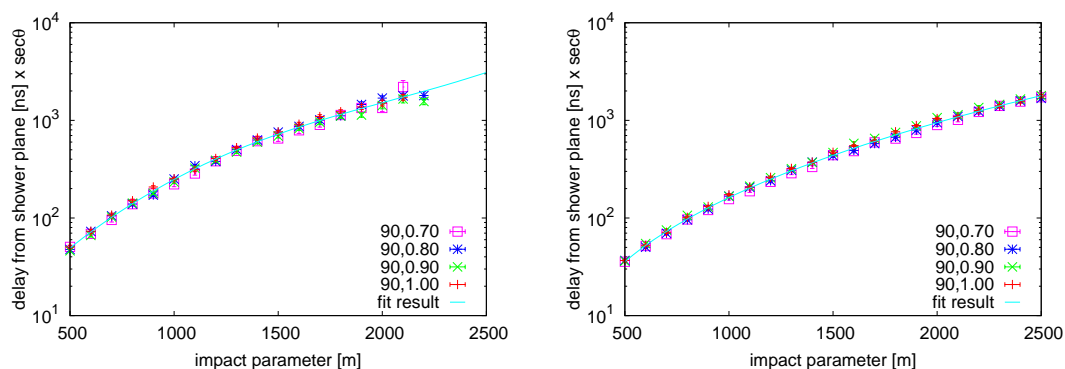 delay from shower plane [ns] x secθ
10^4
10^3
10^2
10^1
500 1000 1500 2000 2500
impact parameter [m]
90,0.70
90,0.80
90,0.90
90,1.00
fit result
delay from shower plane [ns] x secθ
10^4
10^3
10^2
10^1
500 1000 1500 2000 2500
impact parameter [m]
90,0.70
90,0.80
90,0.90
90,1.00
fit result